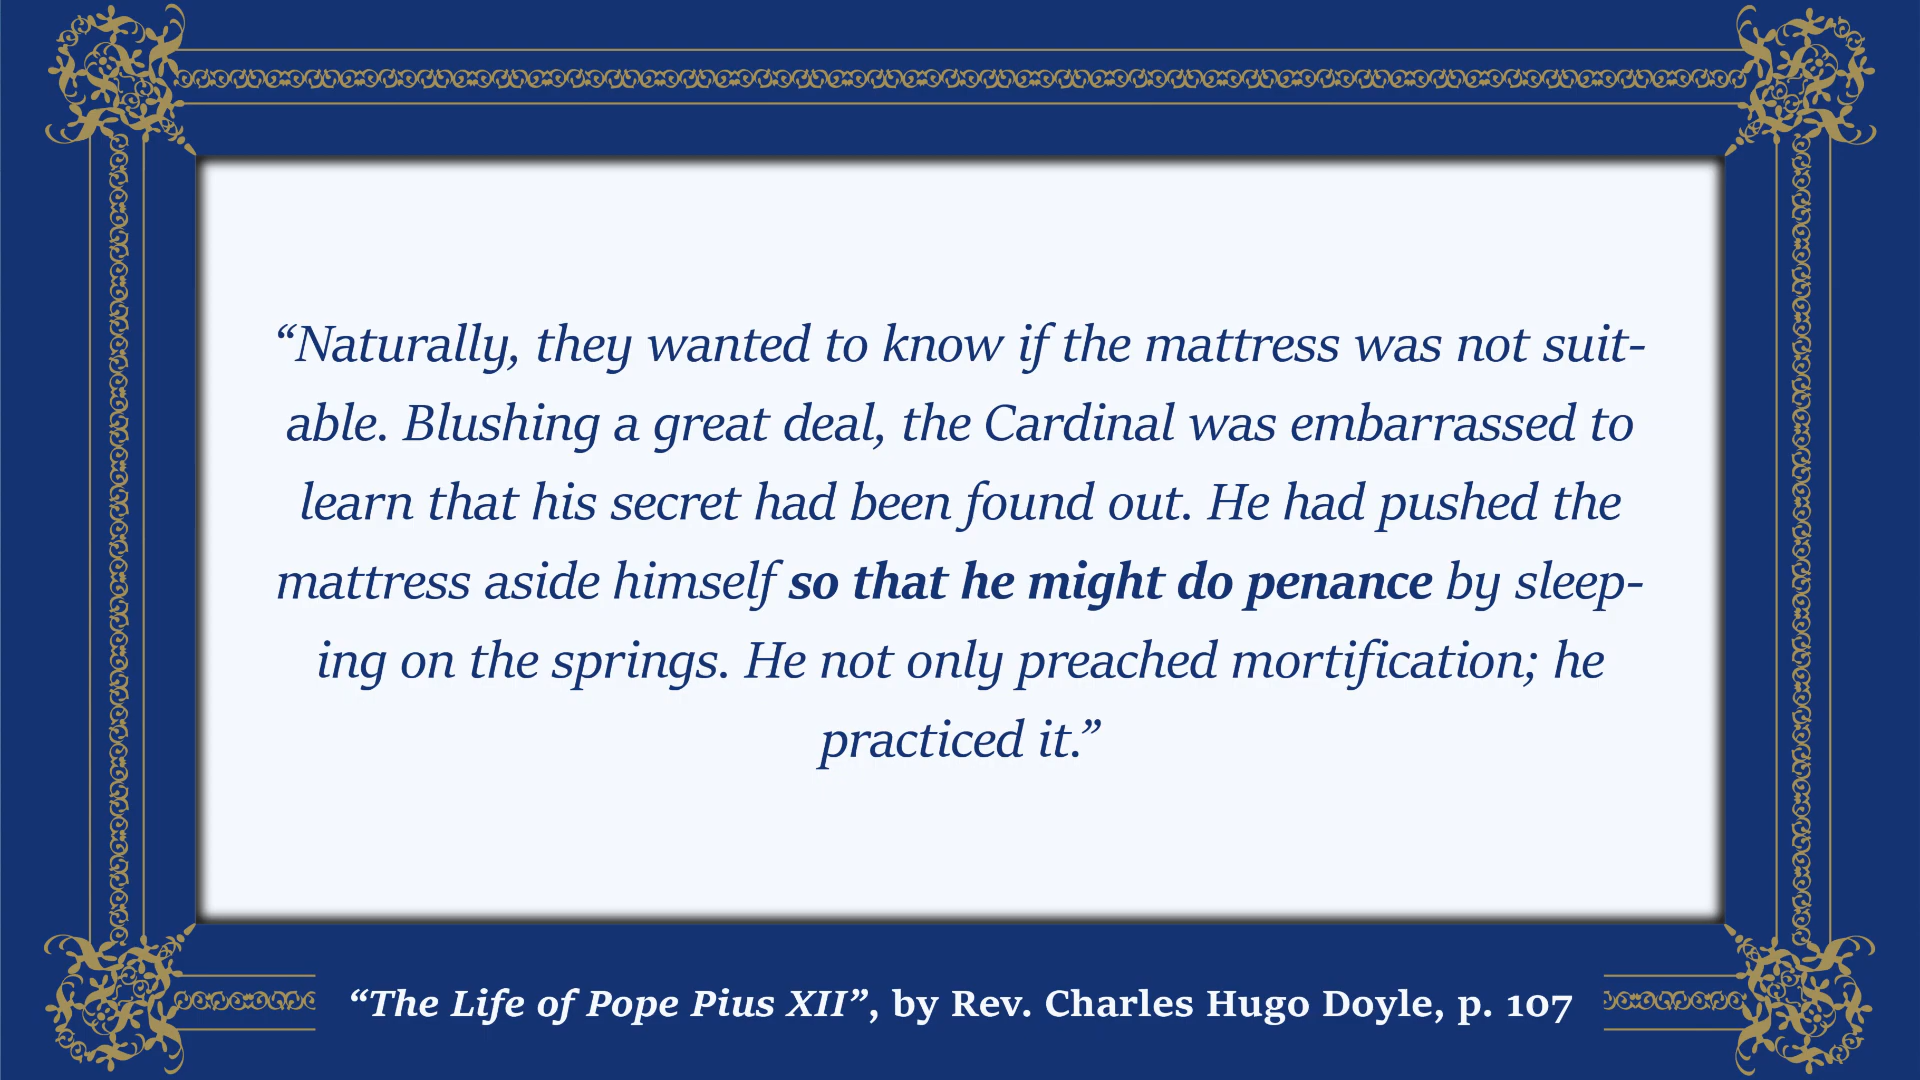 “Naturally, they wanted to know if the mattress was not suit-
able. Blushing a great deal, the Cardinal was embarrassed to
learn that his secret had been found out. He had pushed the
mattress aside himself so that he might do penance by sleep-
ing on the springs. He not only preached mortification; he
practiced it.”
“The Life of Pope Pius XII”, by Rev. Charles Hugo Doyle, p. 107